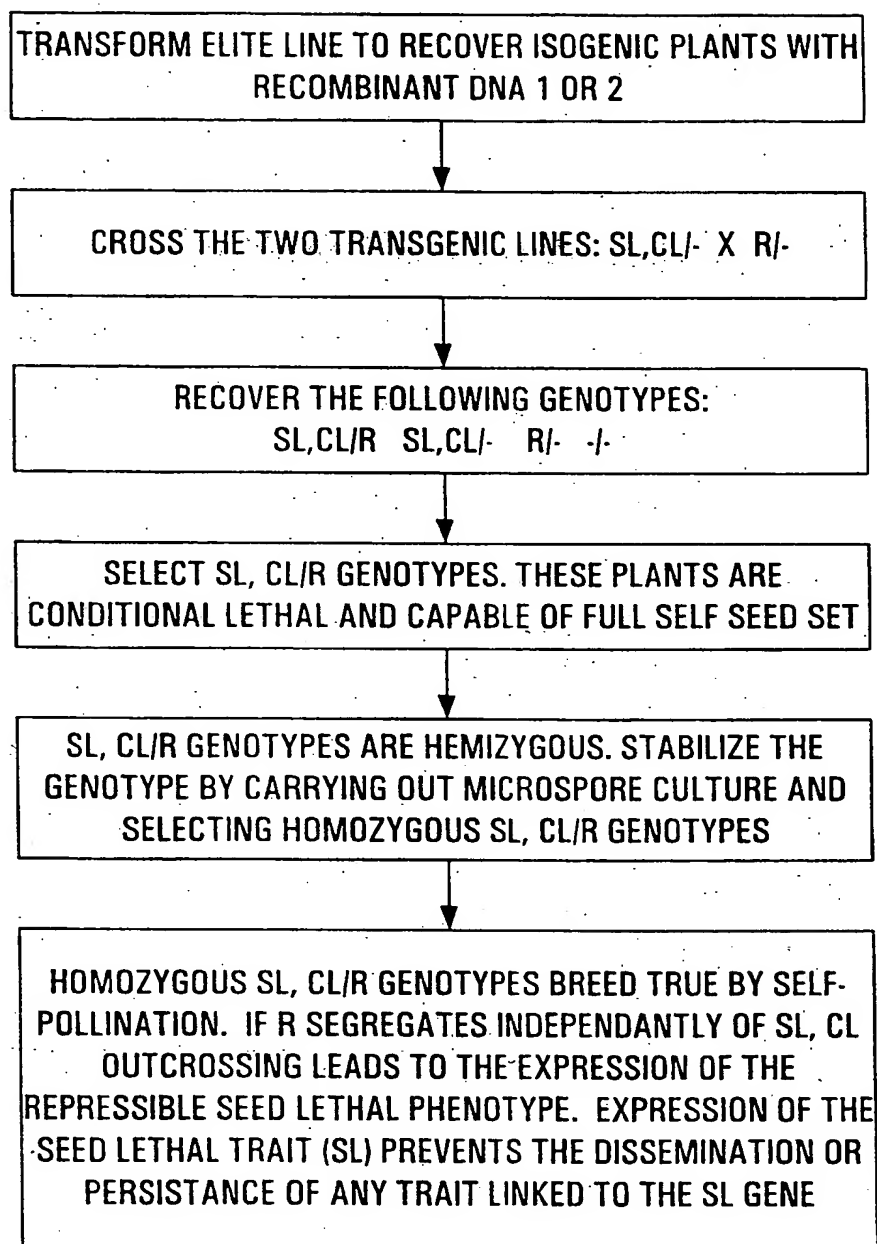 TRANSFORM ELITE LINE TO RECOVER ISOGENIC PLANTS WITH
RECOMBINANT DNA 1 OR 2
CROSS THE TWO TRANSGENIC LINES: SL,CL/- X R/-
RECOVER THE FOLLOWING GENOTYPES:
SL,CL/R SL,CL/- R/- -/-
SELECT SL, CL/R GENOTYPES. THESE PLANTS ARE
CONDITIONAL LETHAL AND CAPABLE OF FULL SELF SEED SET
SL, CL/R GENOTYPES ARE HEMIZYGOUS. STABILIZE THE
GENOTYPE BY CARRYING OUT MICROSPORE CULTURE AND
SELECTING HOMOZYGOUS SL, CL/R GENOTYPES
HOMOZYGOUS SL, CL/R GENOTYPES BREED TRUE BY SELF-
POLLINATION. IF R SEGREGATES INDEPENDANTLY OF SL, CL
OUTCROSSING LEADS TO THE EXPRESSION OF THE
REPRESSIBLE SEED LETHAL PHENOTYPE. EXPRESSION OF THE
SEED LETHAL TRAIT (SL) PREVENTS THE DISSEMINATION OR
PERSISTANCE OF ANY TRAIT LINKED TO THE SL GENE